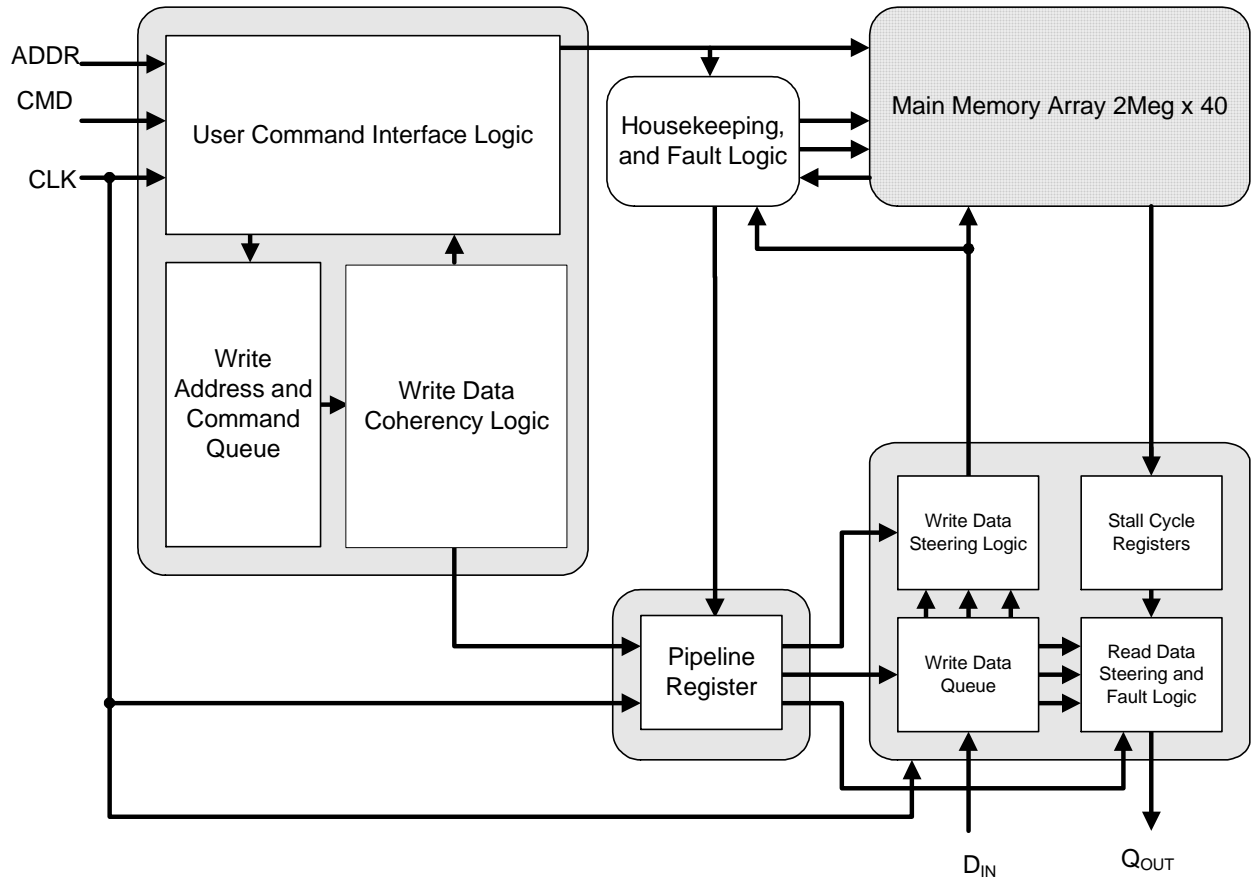 ADDR
CMD
CLK
User Command Interface Logic
Housekeeping,
and Fault Logic
Main Memory Array 2Meg x 40
Write
Address and
Command
Queue
Write Data
Coherency Logic
Write Data
Steering Logic
Stall Cycle
Registers
Pipeline
Register
Write Data
Queue
Read Data
Steering and
Fault Logic
DIN
QOUT